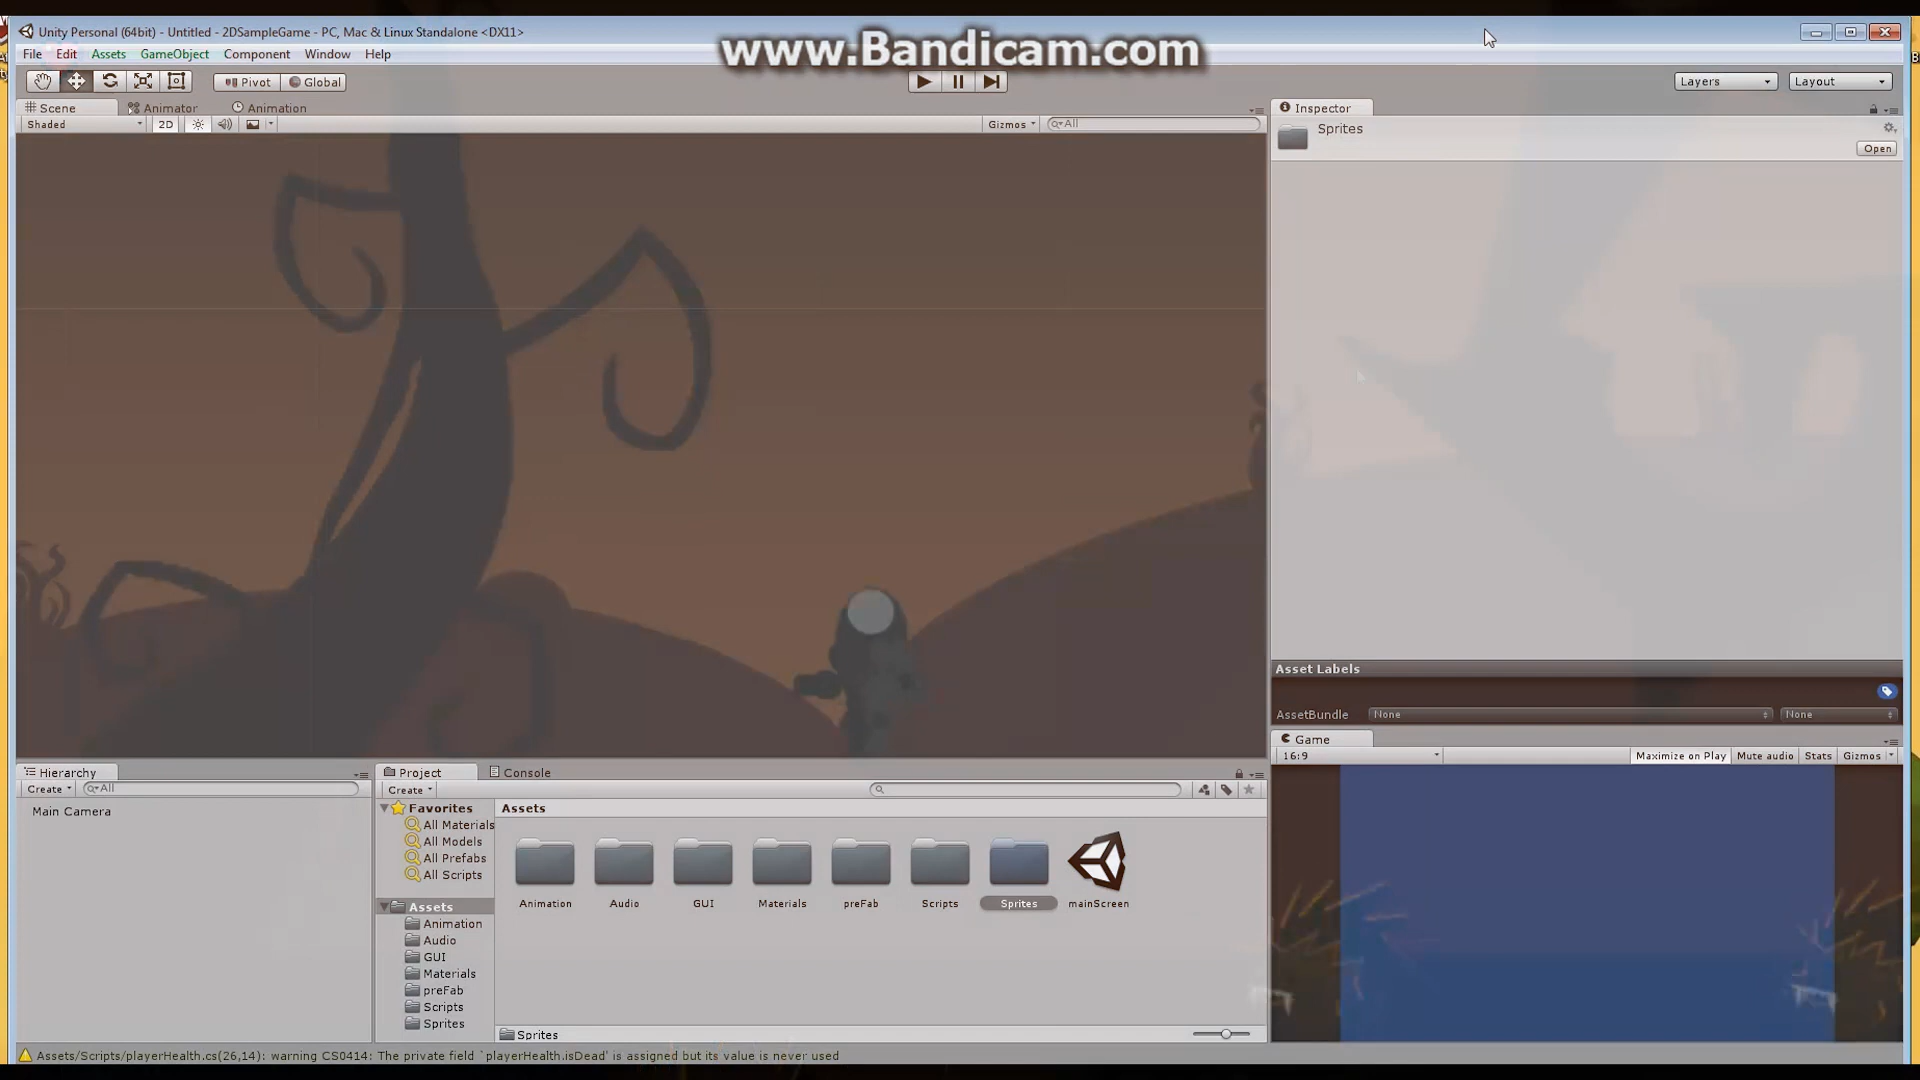 Unity Personal (64bit) - Untitled - 2DSampleGame - PC, Mac & Linux Standalone <DX11>
www.Bandicam.com
File Edit Assets GameObject Component Window Help
Pivot Global
Layers Layout
Scene Animator Animation
Inspector
Shaded 2D Gizmos All
Sprites
Open
Asset Labels
AssetBundle None None
Game
16:9 Maximize on Play Mute audio Stats Gizmos
Hierarchy
Create All
Main Camera
Project Console
Create
Favorites
All Materials
All Models
All Prefabs
All Scripts
Assets
Animation
Audio
GUI
Materials
preFab
Scripts
Sprites
Assets
Animation Audio GUI Materials preFab Scripts Sprites mainScreen
Sprites
Assets/Scripts/playerHealth.cs(26,14): warning CS0414: The private field `playerHealth.isDead' is assigned but its value is never used